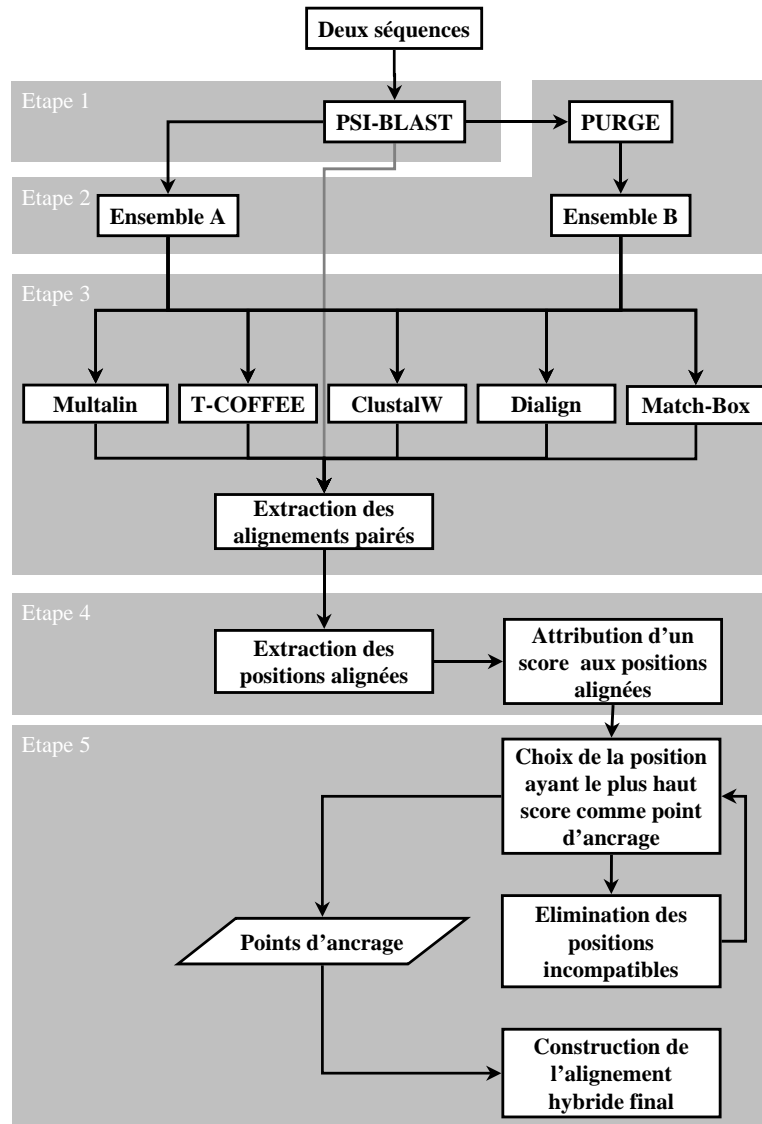 Deux séquences
Etape 1
PSI-BLAST
PURGE
Etape 2
Ensemble A
Ensemble B
Etape 3
Multalin
T-COFFEE
ClustalW
Dialign
Match-Box
Extraction des
alignements pairés
Etape 4
Extraction des
positions alignées
Attribution d’un
score aux positions
alignées
Etape 5
Choix de la position
ayant le plus haut
score comme point
d’ancrage
Points d’ancrage
Elimination des
positions
incompatibles
Construction de
l’alignement
hybride final